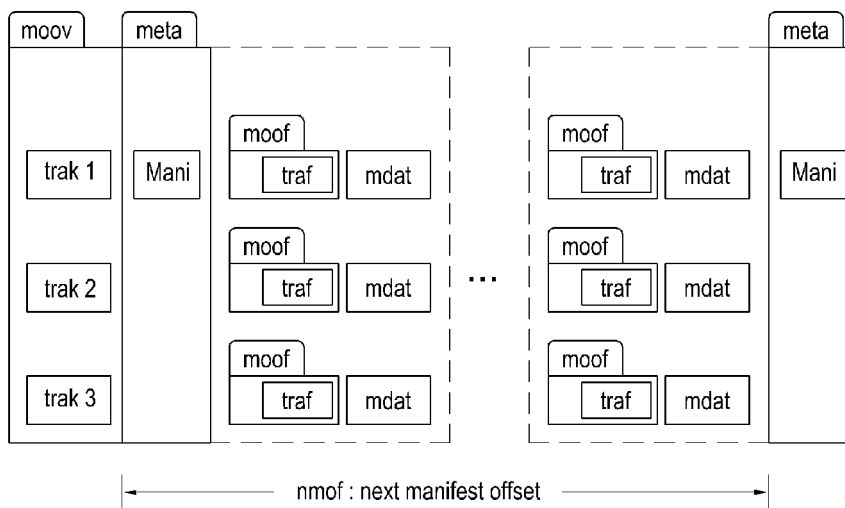 moov meta meta
moof moof
trak 1 Mani traf mdat traf mdat Mani
moof moof
trak 2 traf mdat ... traf mdat
moof moof
trak 3 traf mdat traf mdat
nmof : next manifest offset